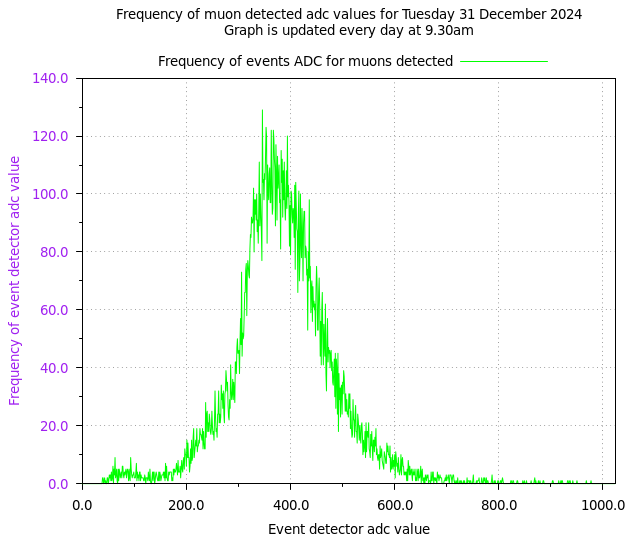 Frequency of muon detected adc values for Tuesday 31 December 2024
Graph is updated every day at 9.30am
Frequency of events ADC for muons detected
140.0
120.0
100.0
80.0
60.0
40.0
20.0
0.0
Frequency of event detector adc value
0.0 200.0 400.0 600.0 800.0 1000.0
Event detector adc value